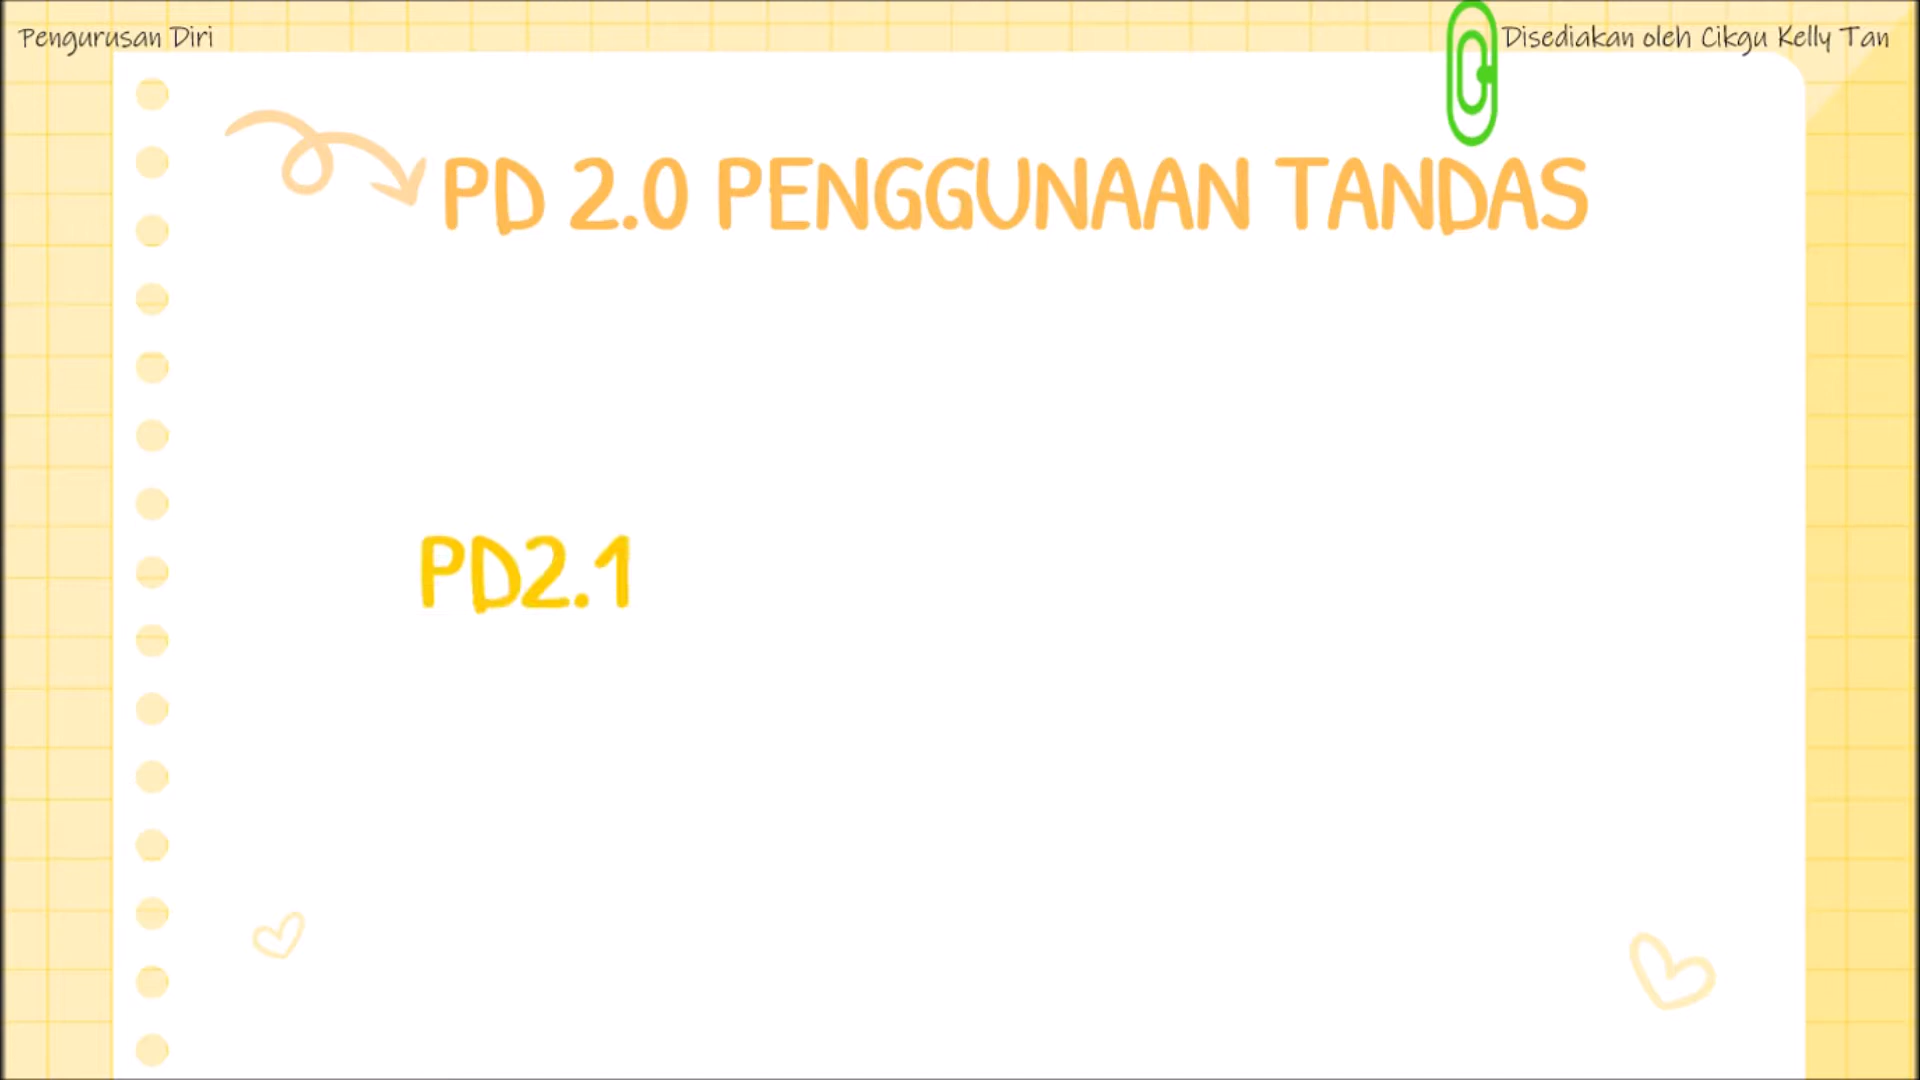 Pengurusan Diri
Disediakan oleh Cikgu Kelly Tan
PD 2.0 PENGGUNAAN TANDAS
PD2.1